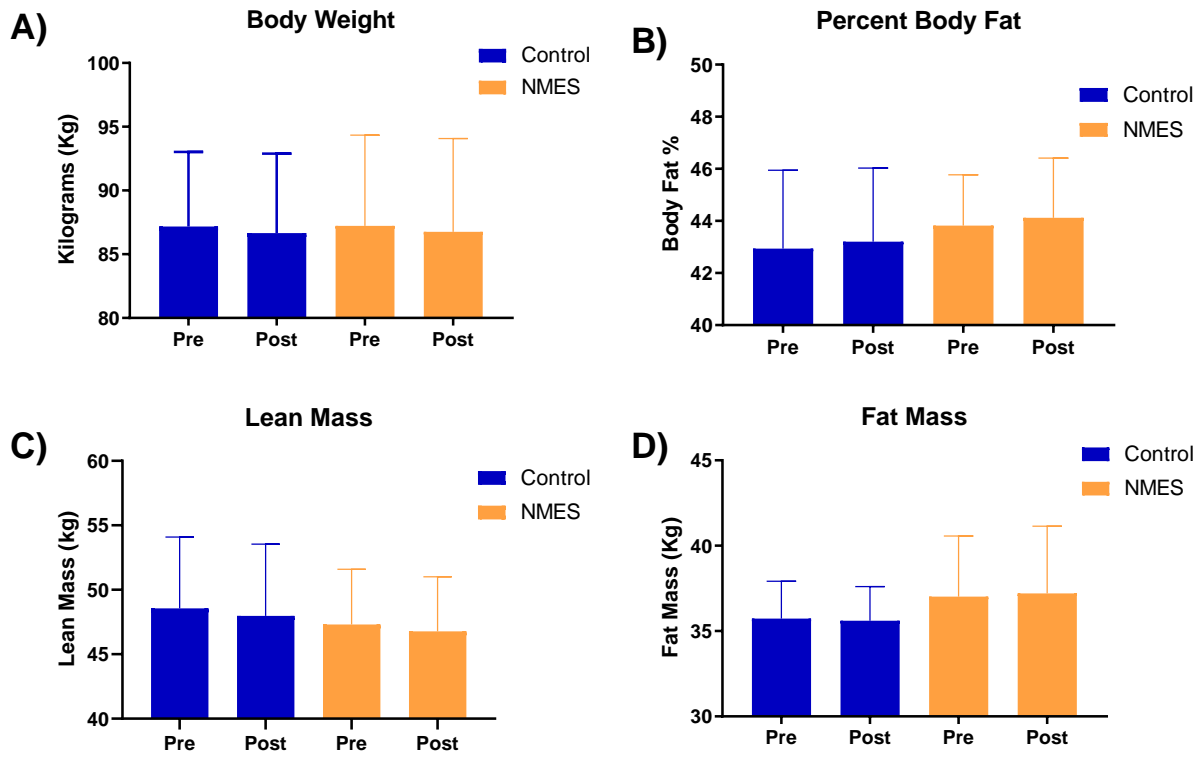 A)
Body Weight
Control
NMES
Kilograms (Kg)
100
95
90
85
80
Pre Post Pre Post
B)
Percent Body Fat
Control
NMES
Body Fat %
50
48
46
44
42
40
Pre Post Pre Post
C)
Lean Mass
Control
NMES
Lean Mass (kg)
60
55
50
45
40
Pre Post Pre Post
D)
Fat Mass
Control
NMES
Fat Mass (Kg)
45
40
35
30
Pre Post Pre Post